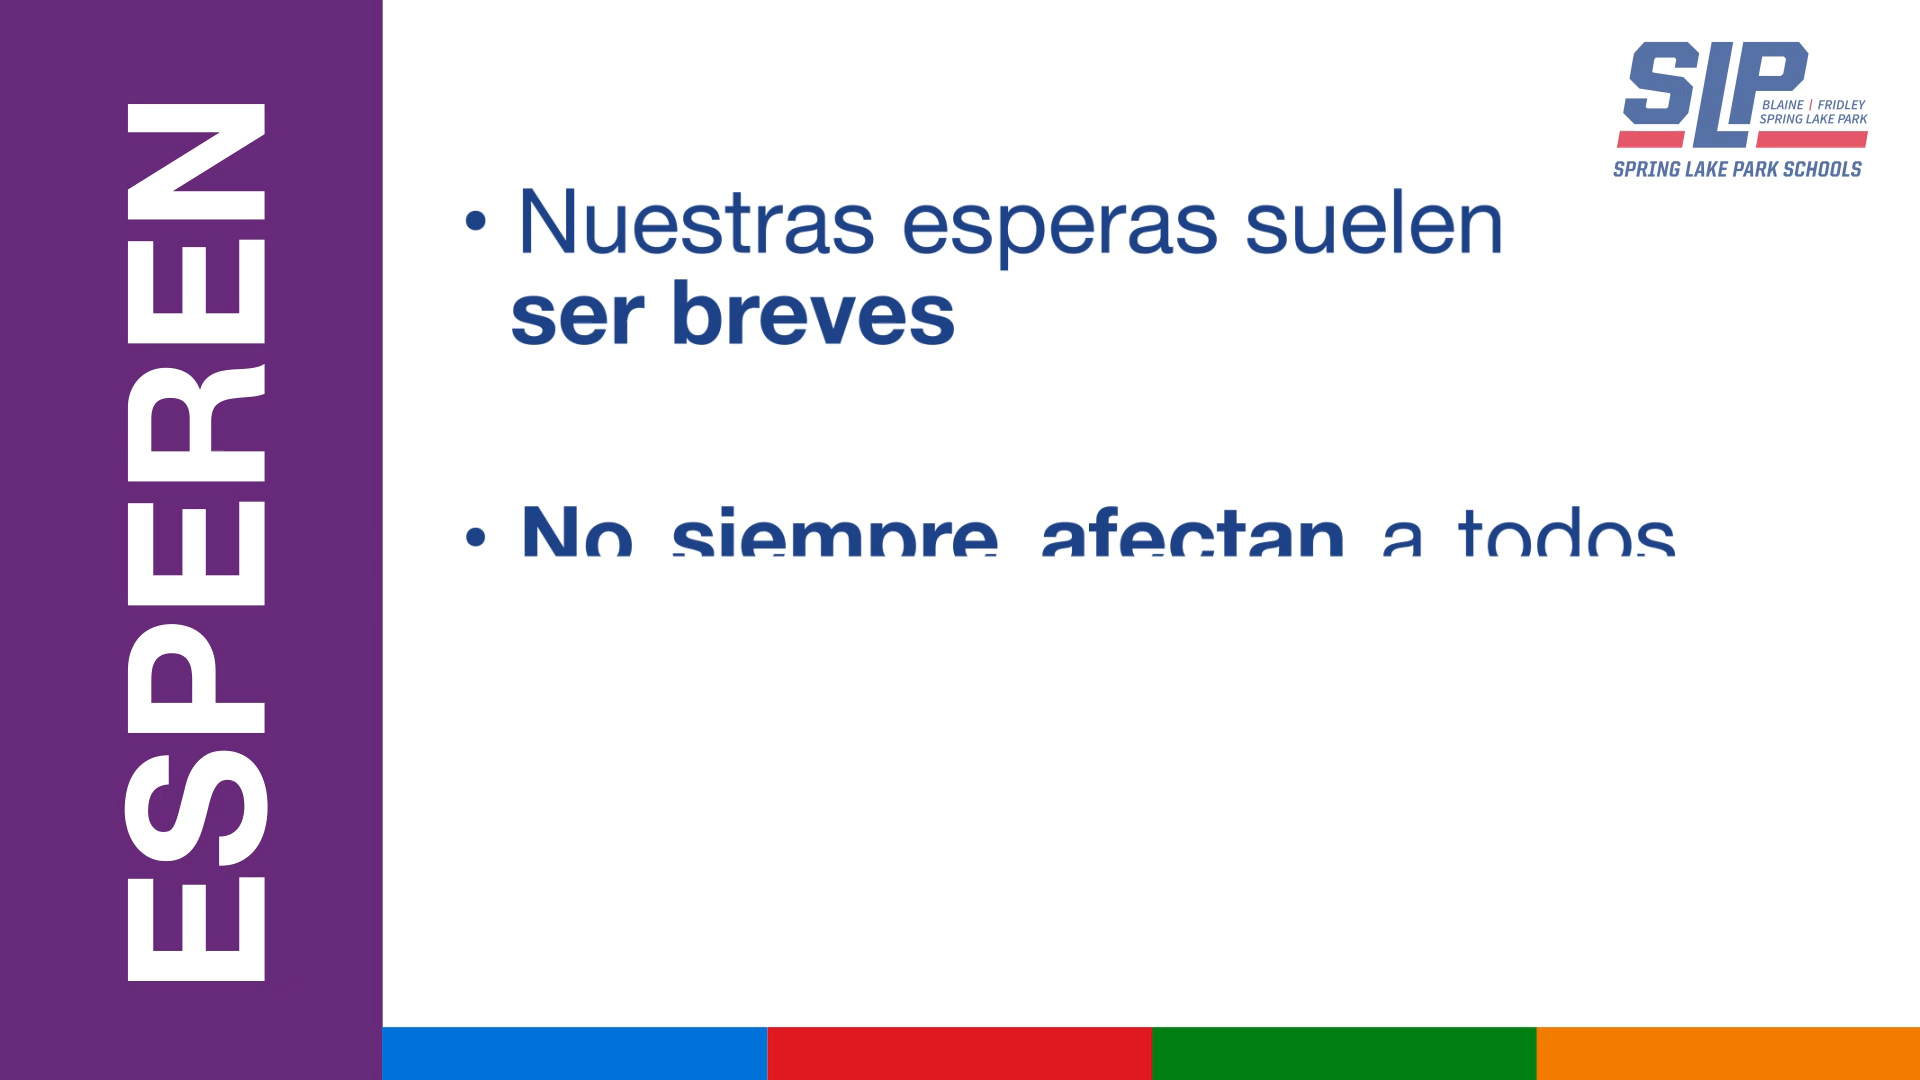 ESPEREN
SLP
BLAINE | FRIDLEY
SPRING LAKE PARK
SPRING LAKE PARK SCHOOLS
• Nuestras esperas suelen
ser breves
• No siempre afectan a todos